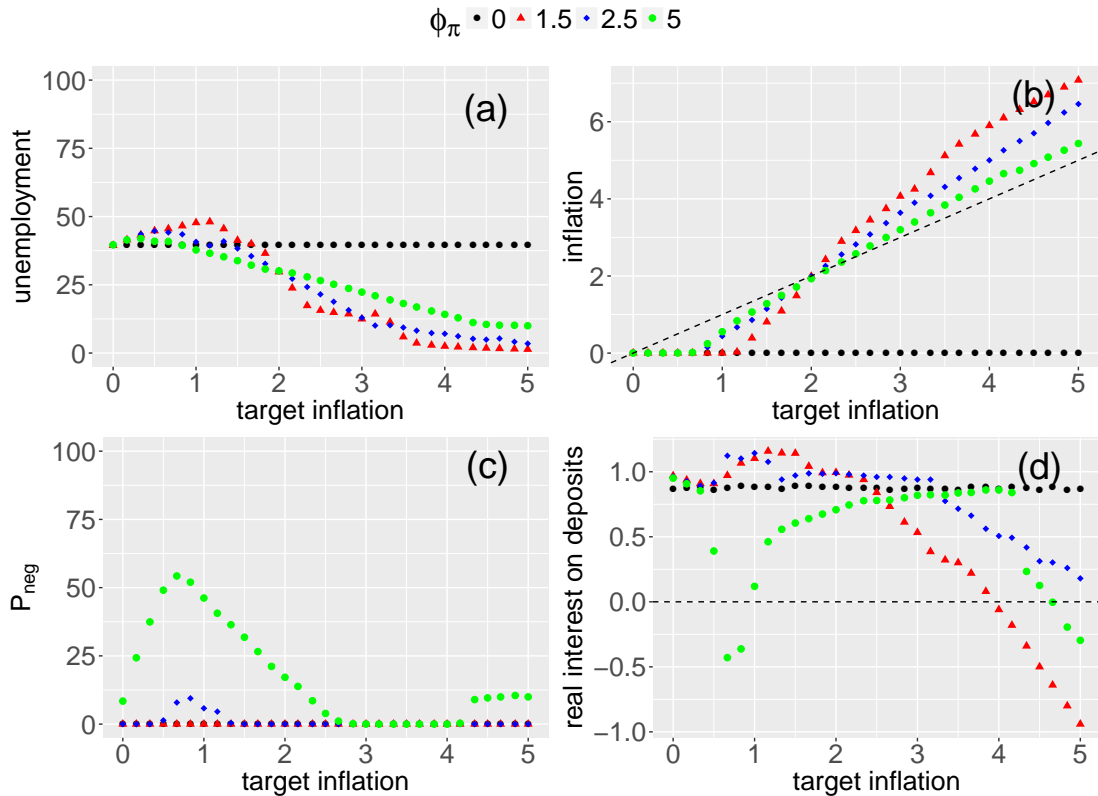 ϕπ 0 1.5 2.5 5
(a)
100
75
50
25
0
unemployment
0 1 2 3 4 5
target inflation
(b)
6
4
2
0
inflation
0 1 2 3 4 5
target inflation
(c)
100
75
50
25
0
Pneg
0 1 2 3 4 5
target inflation
(d)
1.0
0.5
0.0
−0.5
−1.0
real interest on deposits
0 1 2 3 4 5
target inflation